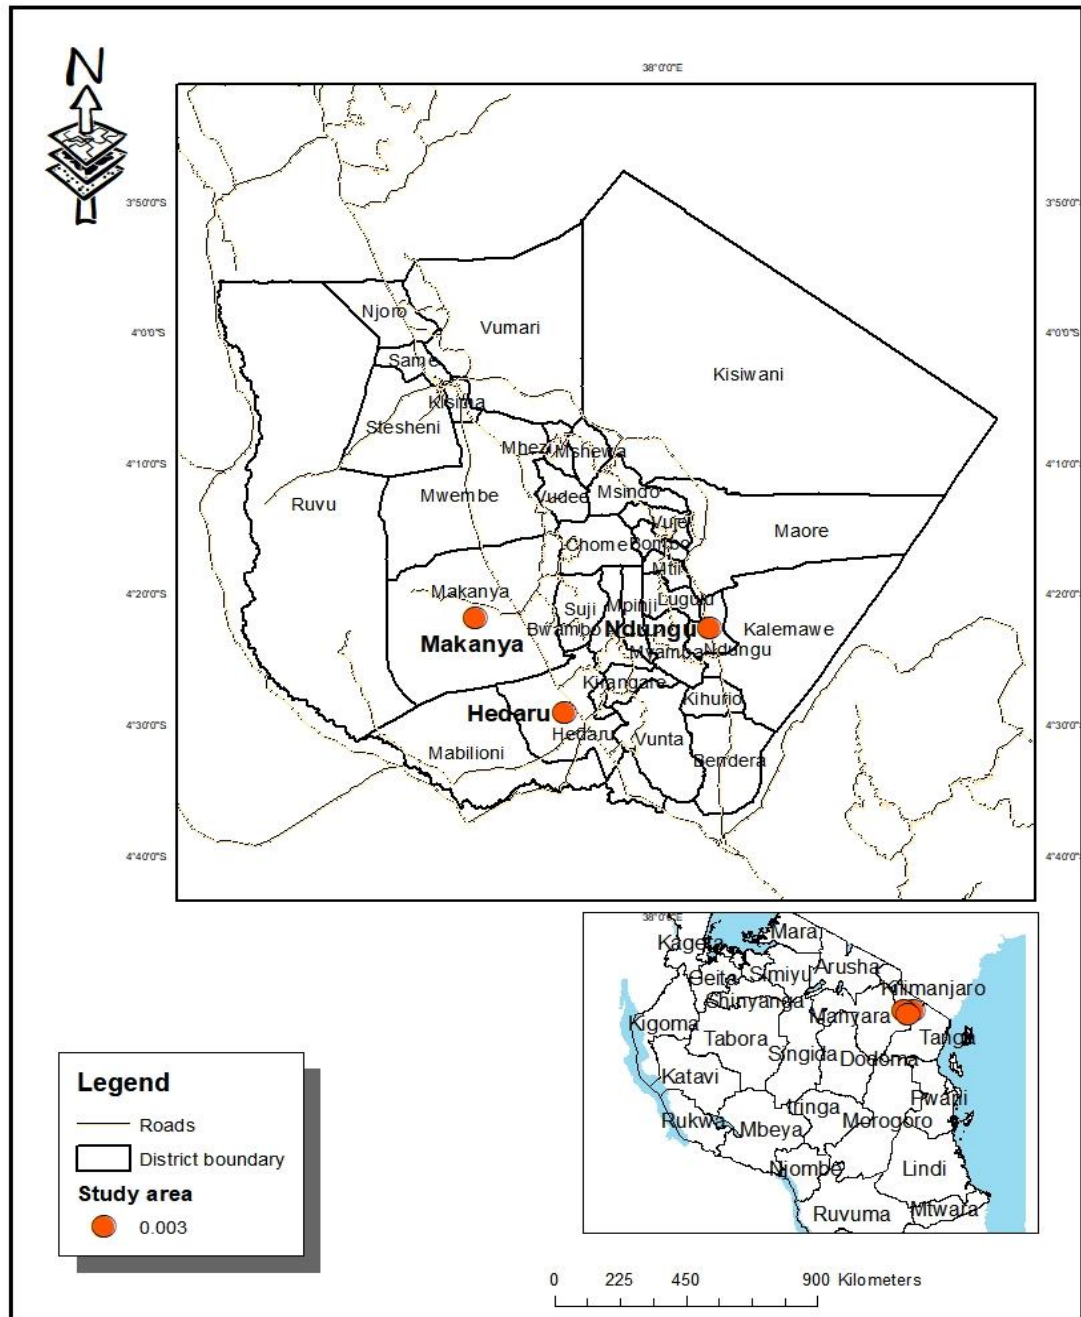 N
38°0'0"E
3°50'0"S
3°50'0"S
Njoro
4°0'0"S
Vumari
4°0'0"S
Same
Kisiwani
Kisima
Stesheni
Mhezi
Mshewa
4°10'0"S
4°10'0"S
Ruvu
Mwembe
Vudee
Msindo
Vuje
Maore
Chome
Bombo
Mtii
4°20'0"S
Makanya
4°20'0"S
Suji
Mpinji
Lugulu
Bwambo
Ndungu
Kalemawe
Makanya
Myamba
Ndungu
Kirangare
Kihurio
Hedaru
4°30'0"S
4°30'0"S
Hedaru
Vunta
Mabilioni
Bendera
4°40'0"S
4°40'0"S
38°0'0"E
Mara
Kagera
Arusha
Geita
Simiyu
Kilimanjaro
Shinyanga
Kigoma
Manyara
Tabora
Tanga
Singida
Dodoma
Katavi
Pwani
Iringa
Rukwa
Mbeya
Morogoro
Njombe
Lindi
Ruvuma
Mtwara
Legend
Roads
District boundary
Study area
0.003
0 225 450 900 Kilometers